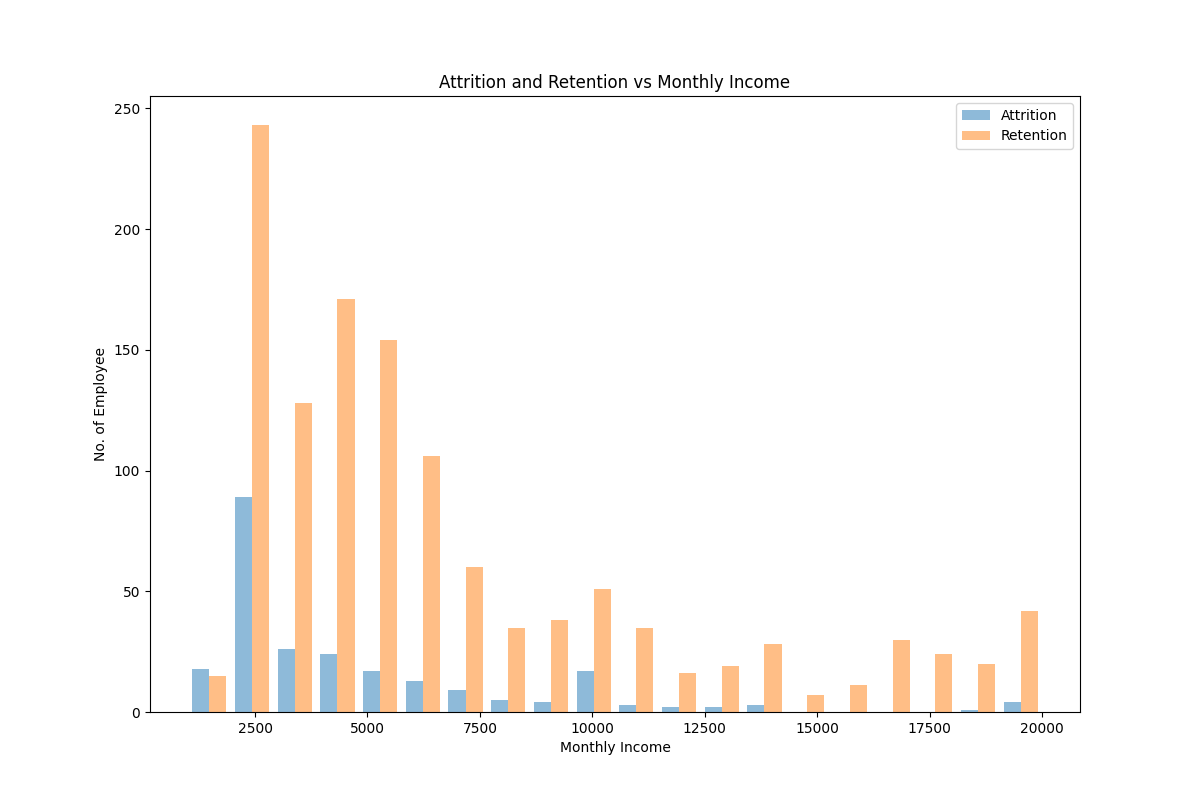 Attrition and Retention vs Monthly Income
Attrition
Retention
250
200
150
100
50
0
No. of Employee
2500 5000 7500 10000 12500 15000 17500 20000
Monthly Income